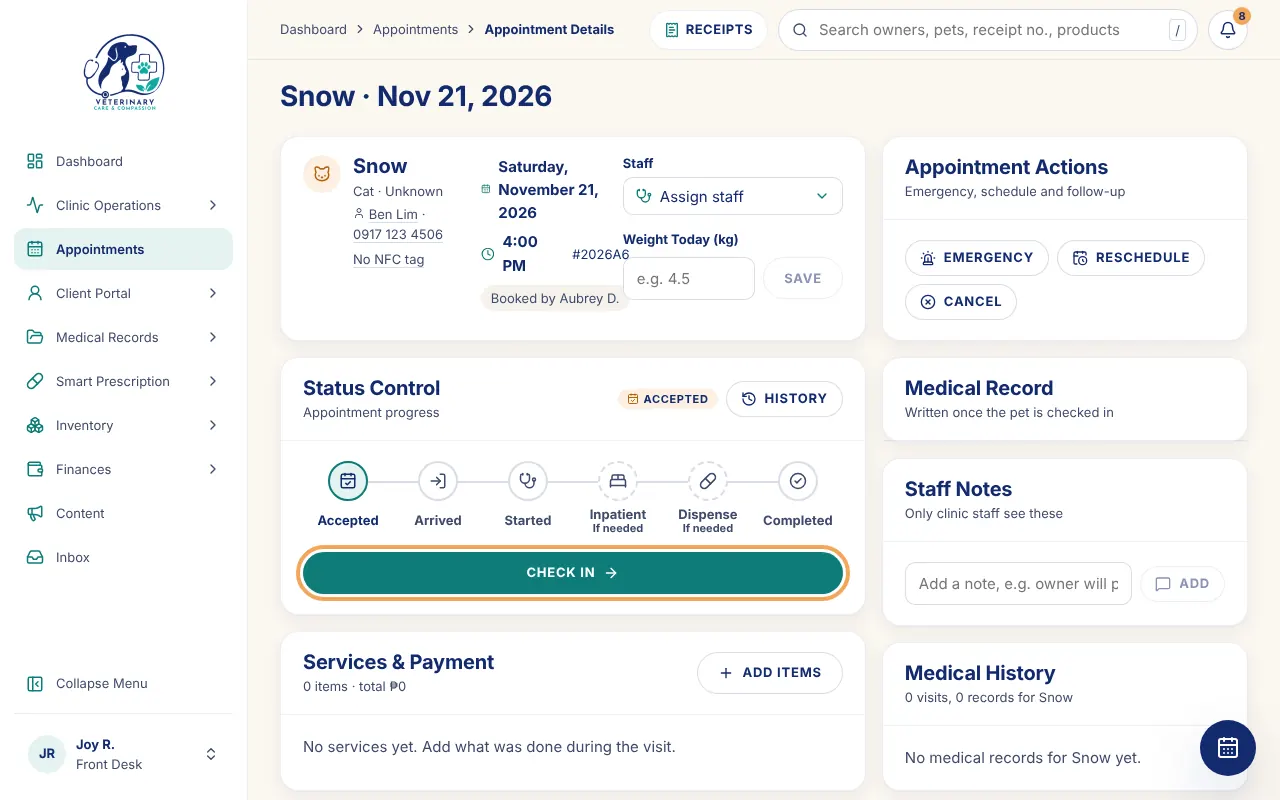 VETERINARY
CARE & COMPASSION
Dashboard
Clinic Operations
Appointments
Client Portal
Medical Records
Smart Prescription
Inventory
Finances
Content
Inbox
Collapse Menu
JR
Joy R.
Front Desk
Dashboard > Appointments > Appointment Details
RECEIPTS
Search owners, pets, receipt no., products
/
8
Snow · Nov 21, 2026
Snow
Cat · Unknown
Ben Lim ·
0917 123 4506
No NFC tag
Saturday,
November 21,
2026
4:00
PM
#2026A6
Booked by Aubrey D.
Staff
Assign staff
Weight Today (kg)
e.g. 4.5
SAVE
Appointment Actions
Emergency, schedule and follow-up
EMERGENCY
RESCHEDULE
CANCEL
Status Control
Appointment progress
ACCEPTED
HISTORY
Accepted
Arrived
Started
Inpatient
If needed
Dispense
If needed
Completed
CHECK IN →
Medical Record
Written once the pet is checked in
Staff Notes
Only clinic staff see these
Add a note, e.g. owner will p
ADD
Services & Payment
0 items · total ₱0
+ ADD ITEMS
No services yet. Add what was done during the visit.
Medical History
0 visits, 0 records for Snow
No medical records for Snow yet.